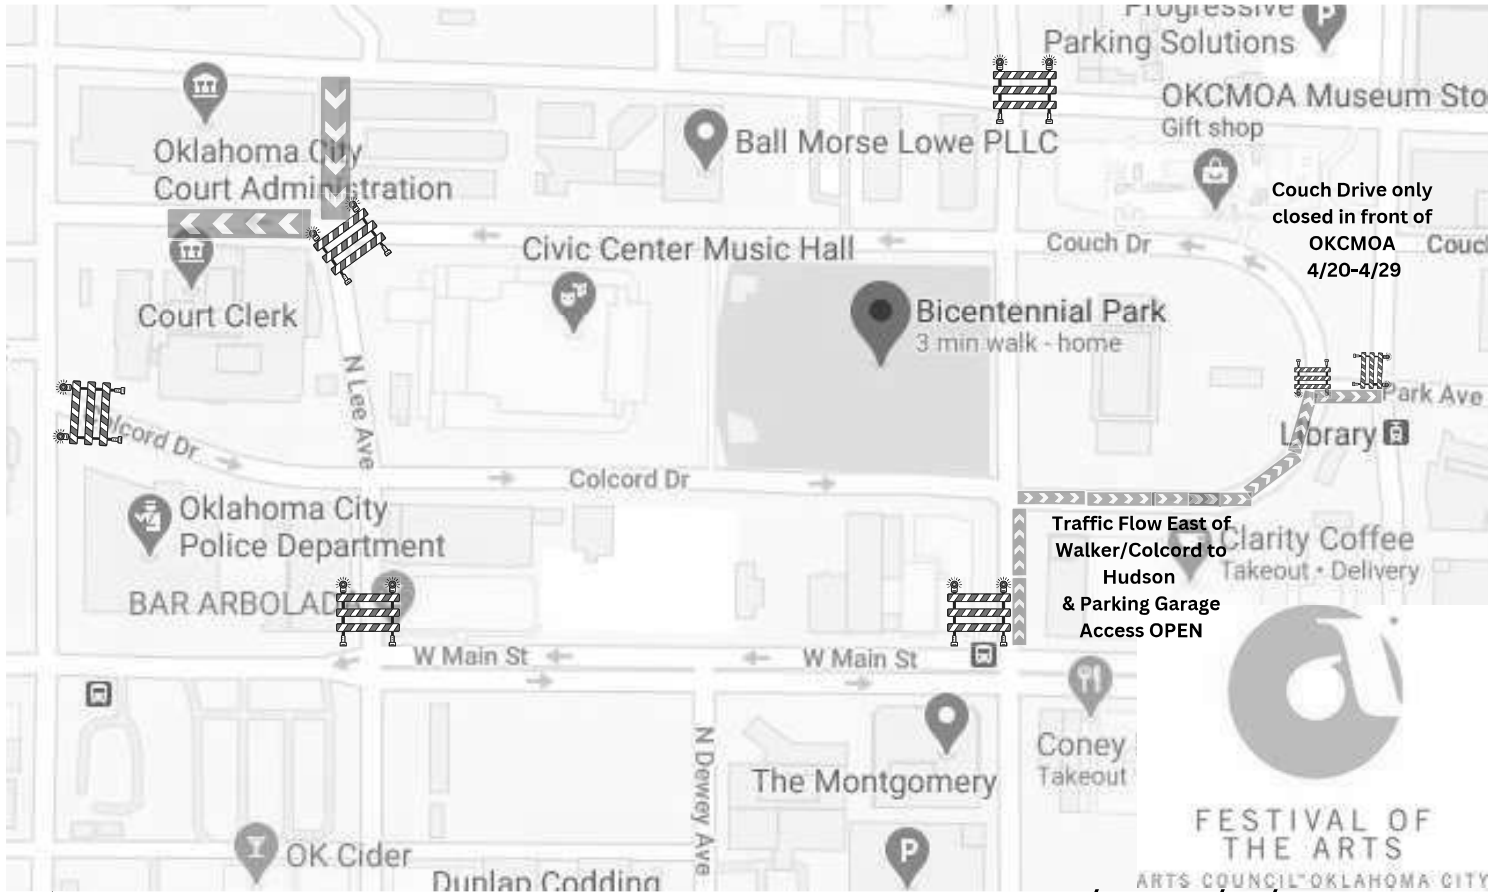 Progressive
Parking Solutions
P
OKCMOA Museum Sto
Gift shop
Ball Morse Lowe PLLC
Oklahoma City
Court Administration
Couch Drive only
closed in front of
OKCMOA
4/20-4/29
Civic Center Music Hall
Couch Dr
Couc
Court Clerk
Bicentennial Park
3 min walk - home
N Lee Ave
Park Ave
Colcord Dr
Library
Colcord Dr
Oklahoma City
Police Department
Traffic Flow East of
Walker/Colcord to
Hudson
& Parking Garage
Access OPEN
Clarity Coffee
Takeout • Delivery
BAR ARBOLADA
W Main St
W Main St
N Dewey Ave
Coney
Takeout
The Montgomery
P
OK Cider
Dunlap Codding
FESTIVAL OF
THE ARTS
ARTS COUNCIL OKLAHOMA CITY